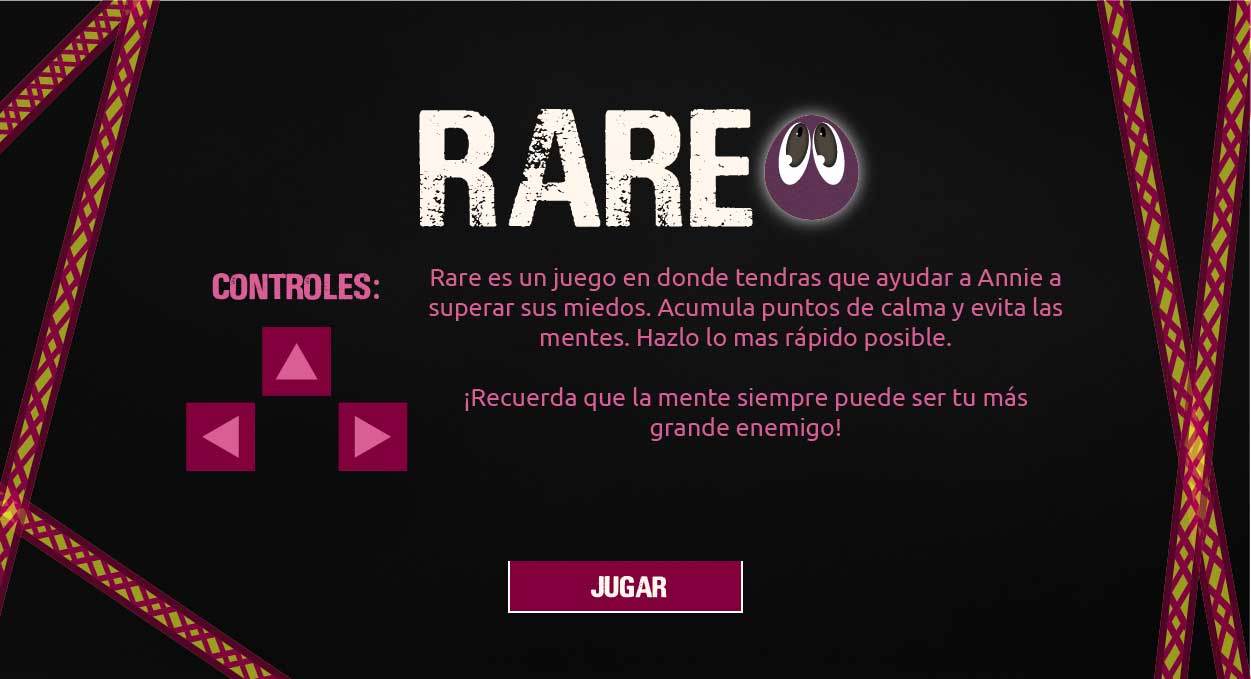 RARE
CONTROLES:
Rare es un juego en donde tendras que ayudar a Annie a
superar sus miedos. Acumula puntos de calma y evita las
mentes. Hazlo lo mas rápido posible.
¡Recuerda que la mente siempre puede ser tu más
grande enemigo!
JUGAR